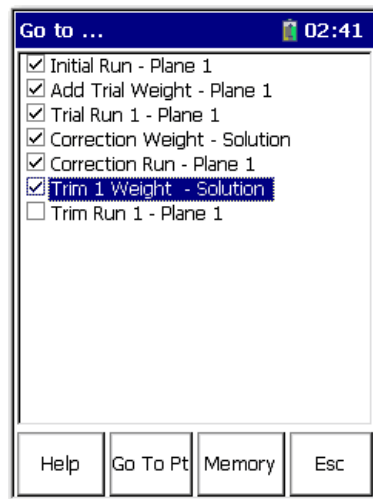 Go to ... 02:41
Initial Run - Plane 1
Add Trial Weight - Plane 1
Trial Run 1 - Plane 1
Correction Weight - Solution
Correction Run - Plane 1
Trim 1 Weight - Solution
Trim Run 1 - Plane 1
Help Go To Pt Memory Esc